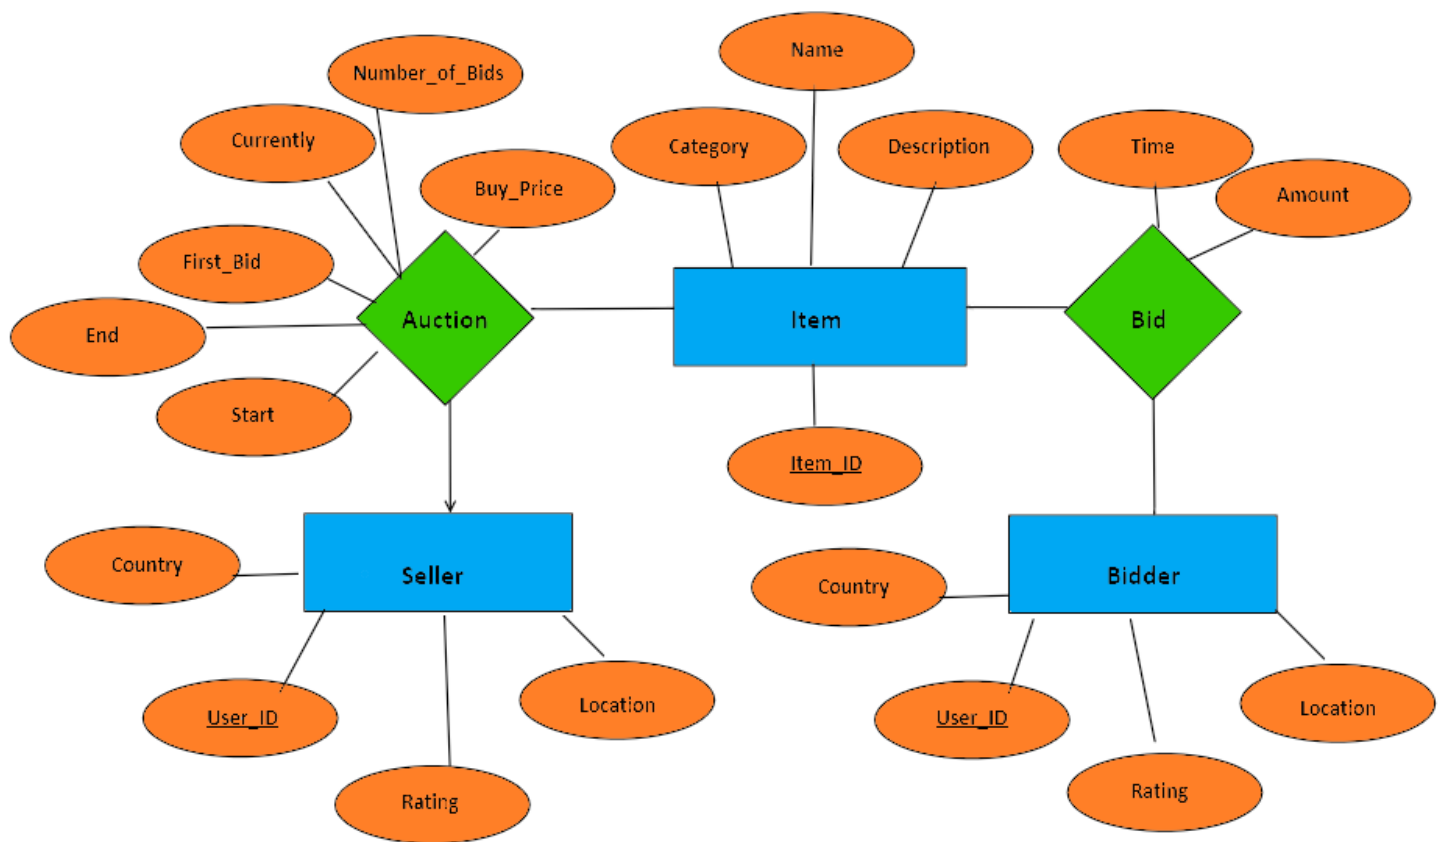 Name
Number_of_Bids
Currently
Category
Description
Time
Buy_Price
Amount
First_Bid
End
Auction
Item
Bid
Start
Item_ID
Country
Seller
Country
Bidder
User_ID
Location
User_ID
Location
Rating
Rating